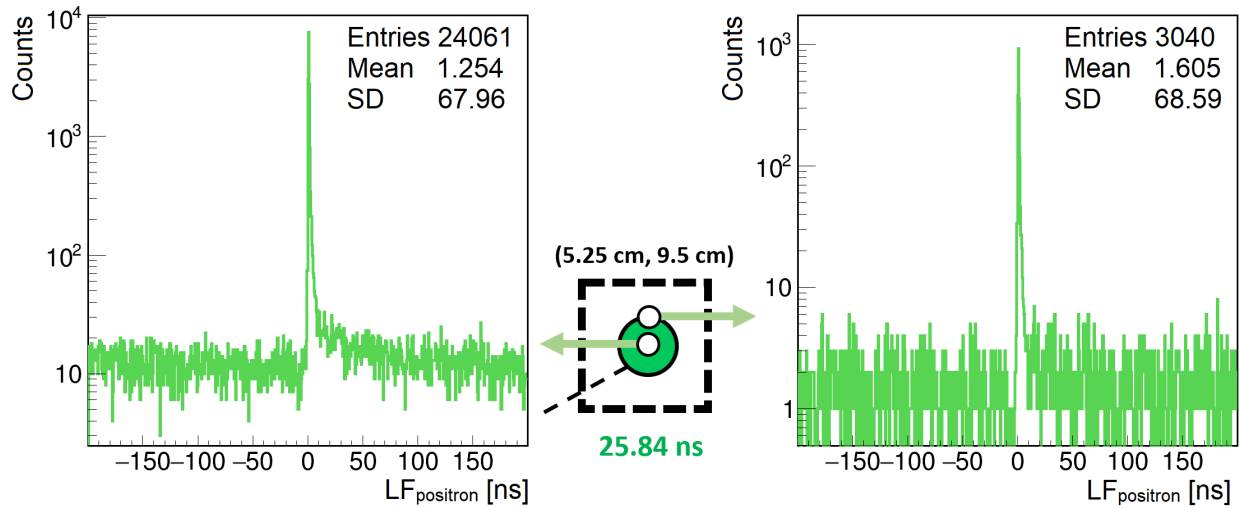 Counts
Entries 24061
Mean 1.254
SD 67.96
10⁴
10³
10²
10
−150 −100 −50 0 50 100 150
LFpositron [ns]
(5.25 cm, 9.5 cm)
25.84 ns
Counts
Entries 3040
Mean 1.605
SD 68.59
10³
10²
10
1
−150 −100 −50 0 50 100 150
LFpositron [ns]